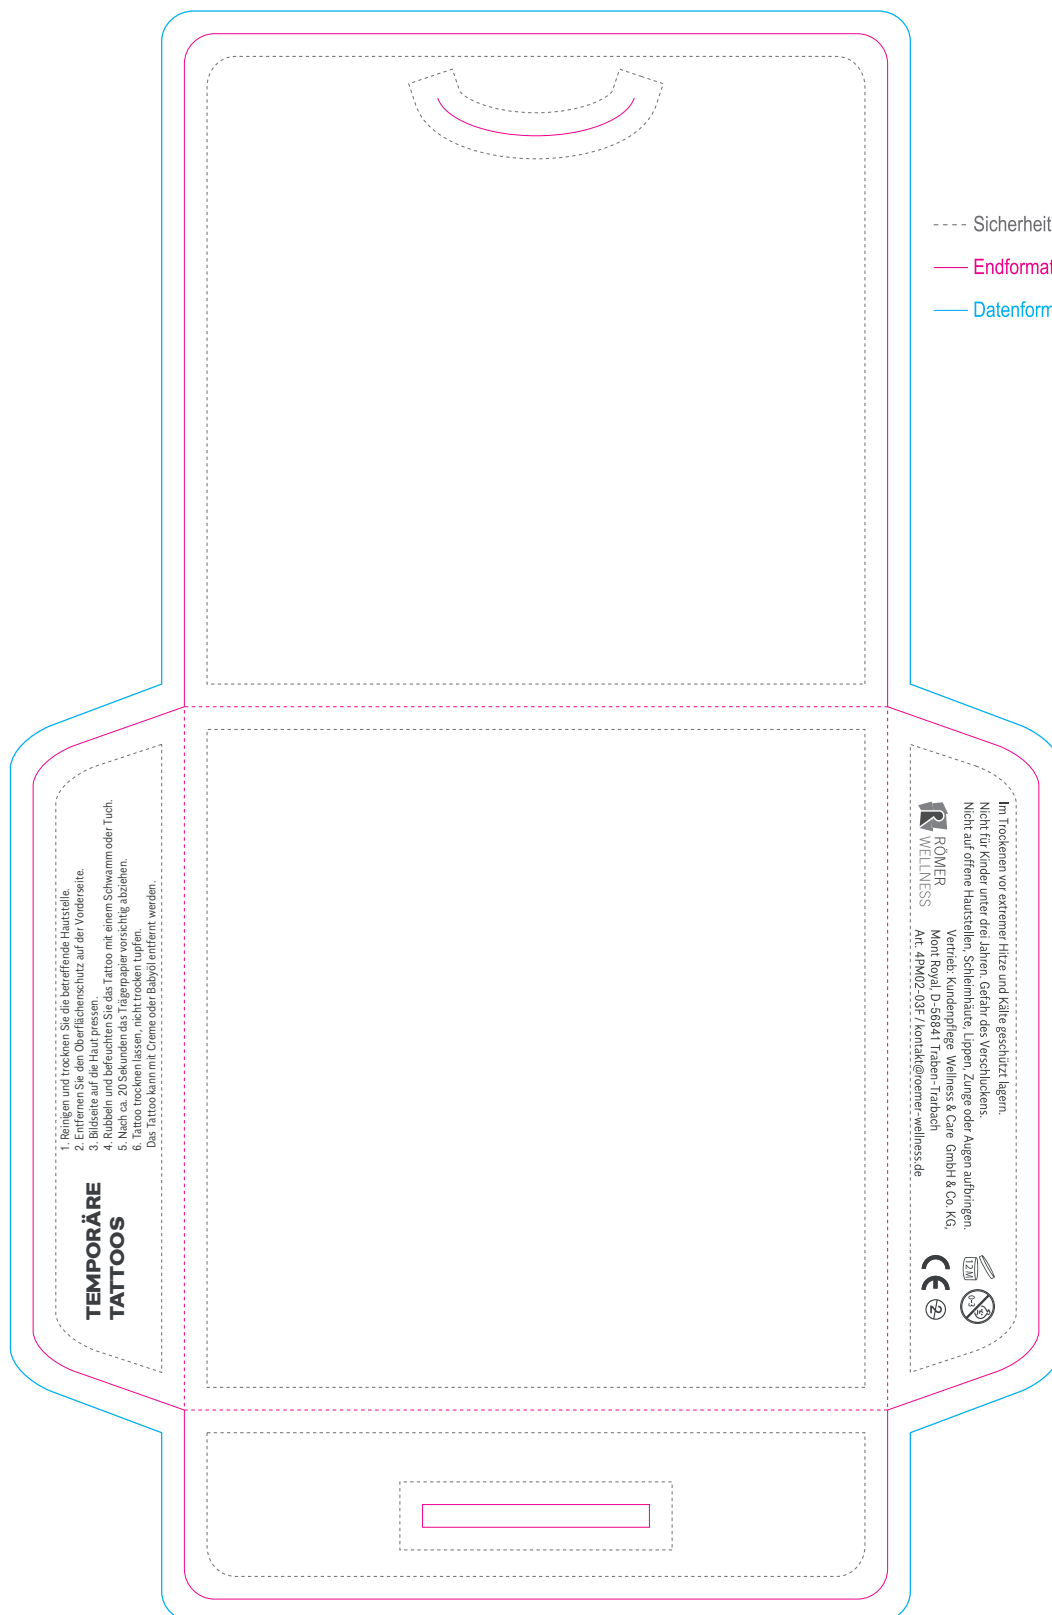 Sicherheit
Endformat
Datenform
1. Reinigen und trocknen Sie die betreffende Hautstelle.
2. Entfernen Sie den Oberflächenschutz auf der Vorderseite.
3. Bildseite auf die Haut pressen.
4. Rubbeln und befeuchten Sie das Tattoo mit einem Schwamm oder Tuch.
5. Nach ca. 20 Sekunden das Trägerpapier vorsichtig abziehen.
6. Tattoo trocknen lassen, nicht trocken tupfen.
Das Tattoo kann mit Creme oder Babyöl entfernt werden.
TEMPORÄRE
TATTOOS
Im Trockenen vor extremer Hitze und Kälte geschützt lagern.
Nicht für Kinder unter drei Jahren. Gefahr des Verschluckens.
Nicht auf offene Hautstellen, Schleimhäute, Lippen, Zunge oder Augen aufbringen.
R
RÖMER
WELLNESS
Vertrieb: Kundenpflege Wellness & Care GmbH & Co. KG,
Mont Royal, D-56841 Traben-Trarbach
Art. 4PM02-03F / kontakt@roemer-wellness.de
12 M
0-3
CE
2